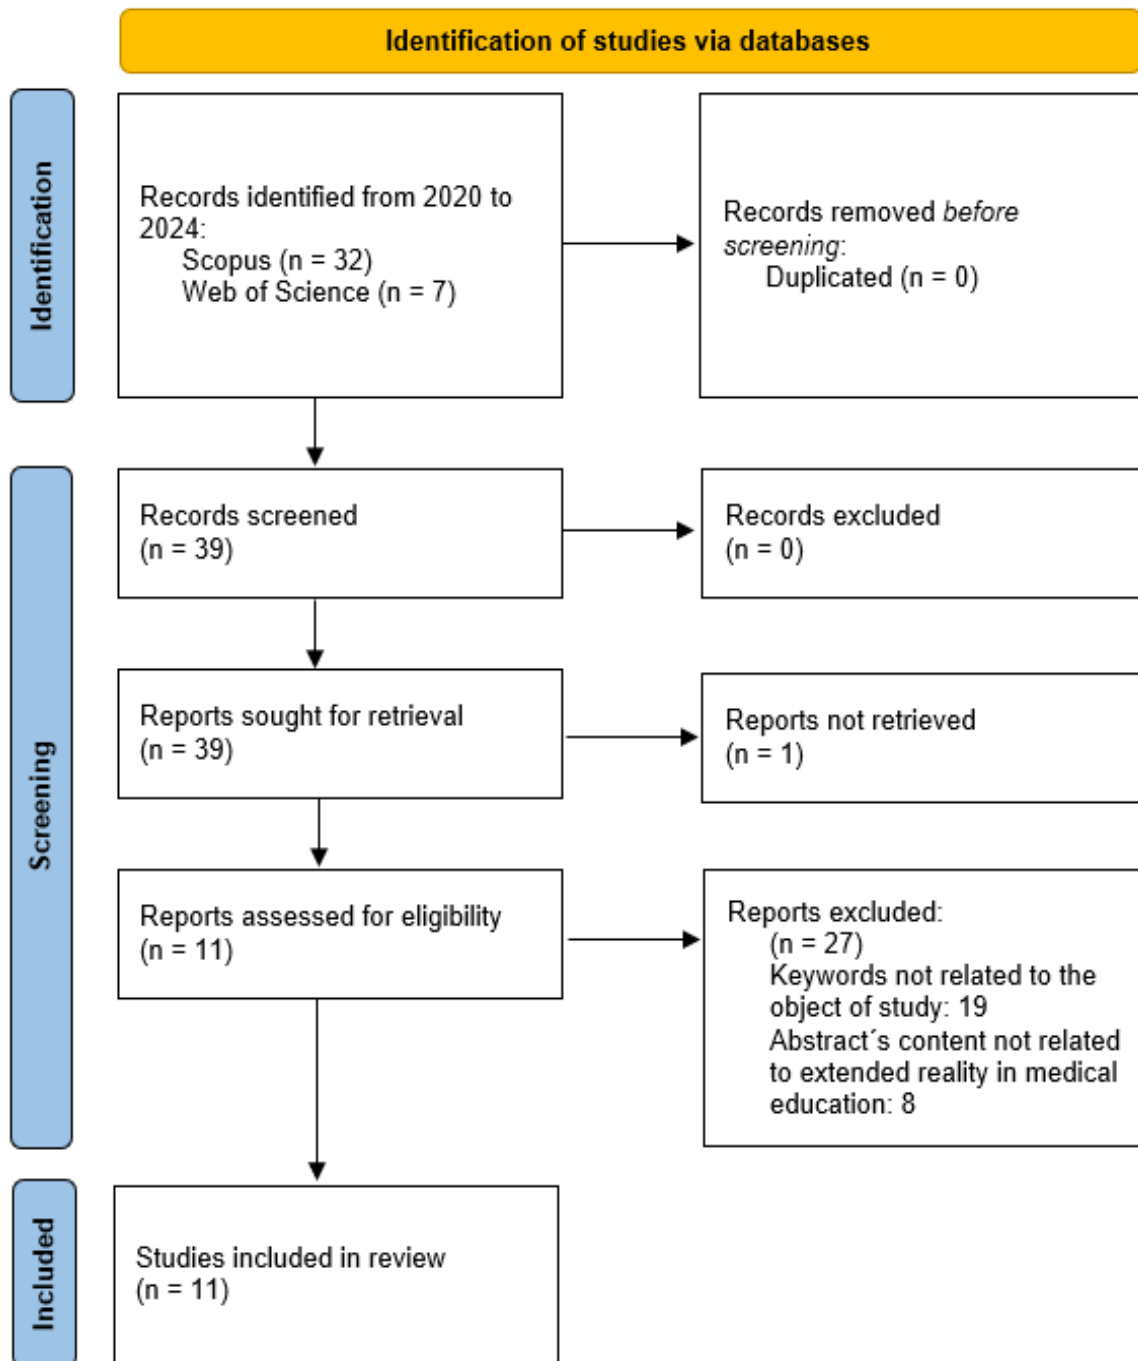 Identification of studies via databases
Identification
Records identified from 2020 to
2024:
Scopus (n = 32)
Web of Science (n = 7)
Records removed before
screening:
Duplicated (n = 0)
Screening
Records screened
(n = 39)
Records excluded
(n = 0)
Reports sought for retrieval
(n = 39)
Reports not retrieved
(n = 1)
Reports assessed for eligibility
(n = 11)
Reports excluded:
(n = 27)
Keywords not related to the
object of study: 19
Abstract´s content not related
to extended reality in medical
education: 8
Included
Studies included in review
(n = 11)